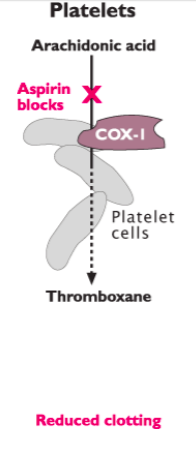 Platelets
Arachidonic acid
Aspirin
blocks
COX-1
Platelet
cells
Thromboxane
Reduced clotting